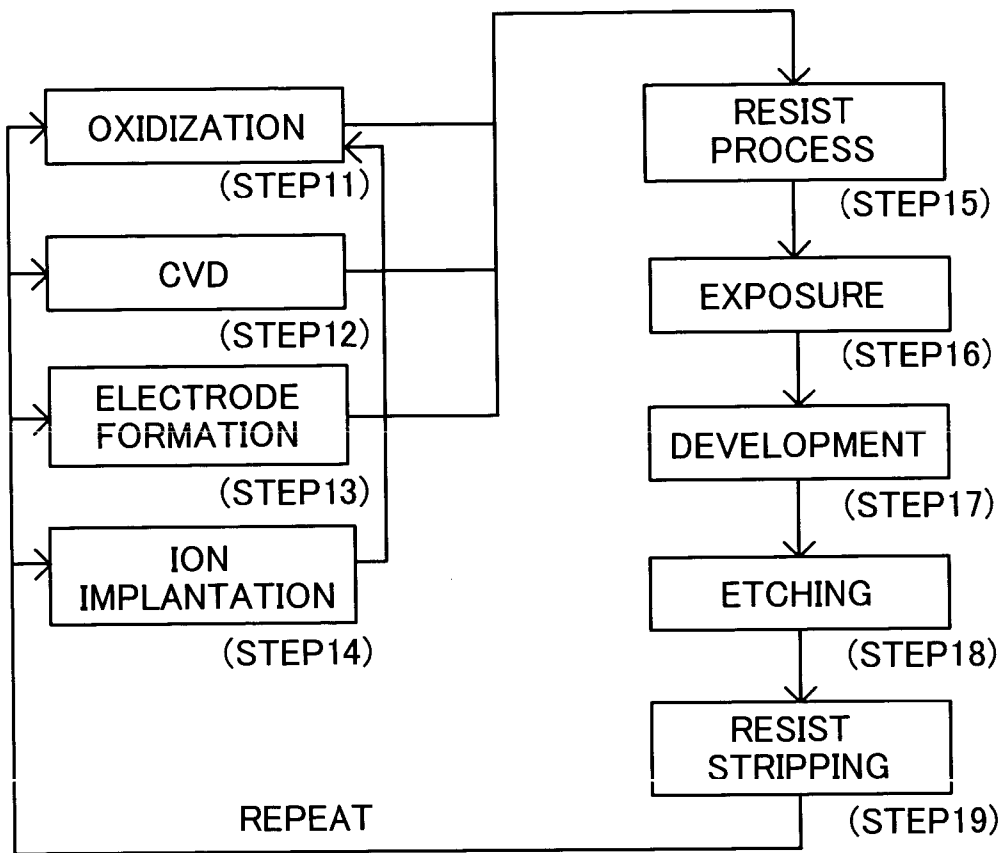 OXIDIZATION
(STEP11)
CVD
(STEP12)
ELECTRODE
FORMATION
(STEP13)
ION
IMPLANTATION
(STEP14)
RESIST
PROCESS
(STEP15)
EXPOSURE
(STEP16)
DEVELOPMENT
(STEP17)
ETCHING
(STEP18)
RESIST
STRIPPING
(STEP19)
REPEAT